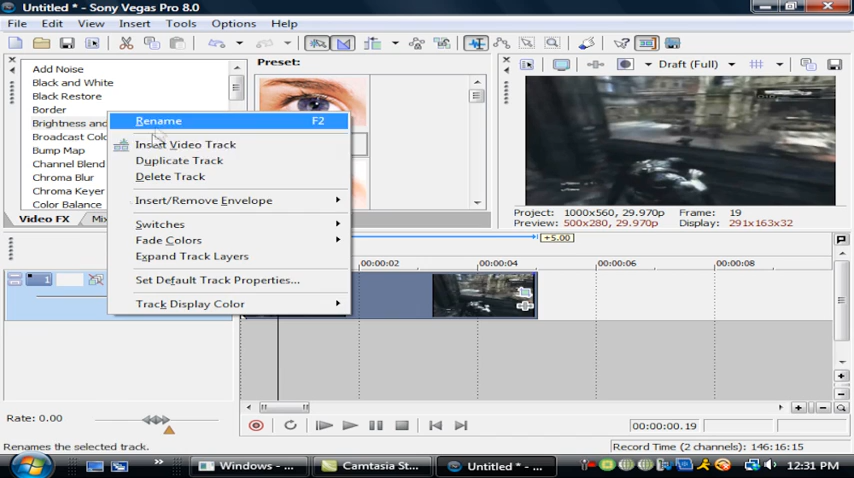 Untitled * - Sony Vegas Pro 8.0
File Edit View Insert Tools Options Help
Draft (Full)
Add Noise
Black and White
Black Restore
Border
Brightness and
Broadcast Colo
Bump Map
Channel Blend
Chroma Blur
Chroma Keyer
Color Balance
Video FX Mix
Preset:
Rename F2
Insert Video Track
Duplicate Track
Delete Track
Insert/Remove Envelope
Switches
Fade Colors
Expand Track Layers
Set Default Track Properties...
Track Display Color
Project: 1000x560, 29.970p Frame: 19
Preview: 500x280, 29.970p Display: 291x163x32
+5.00
00:00:02 00:00:04 00:00:06 00:00:08
1
Rate: 0.00
00:00:00.19
Renames the selected track.
Record Time (2 channels): 146:16:15
Windows - ... Camtasia St... Untitled * - ... 12:31 PM